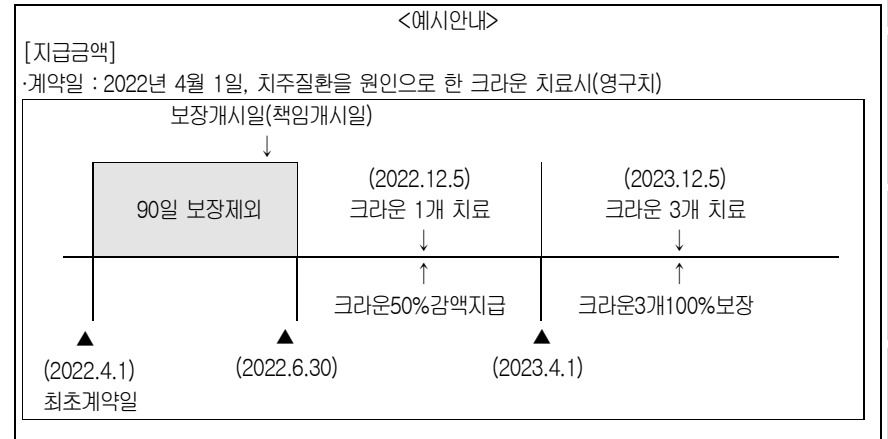 <예시안내>
[지급금액]
·계약일 : 2022년 4월 1일, 치주질환을 원인으로 한 크라운 치료시(영구치)
보장개시일(책임개시일)
↓
(2022.12.5) (2023.12.5)
90일 보장제외 크라운 1개 치료 크라운 3개 치료
↓ ↓
↑ ↑
크라운50%감액지급 크라운3개100%보장
▲ ▲ ▲
(2022.4.1) (2022.6.30) (2023.4.1)
최초계약일